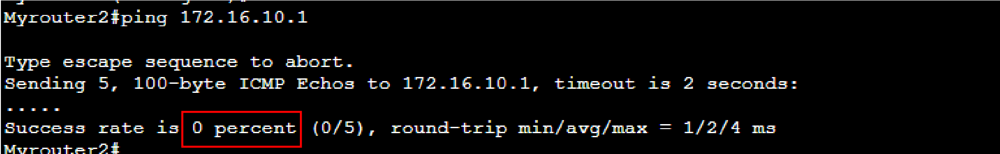 Myrouter2#ping 172.16.10.1
Type escape sequence to abort.
Sending 5, 100-byte ICMP Echos to 172.16.10.1, timeout is 2 seconds:
.....
Success rate is 0 percent (0/5), round-trip min/avg/max = 1/2/4 ms
Myrouter2#